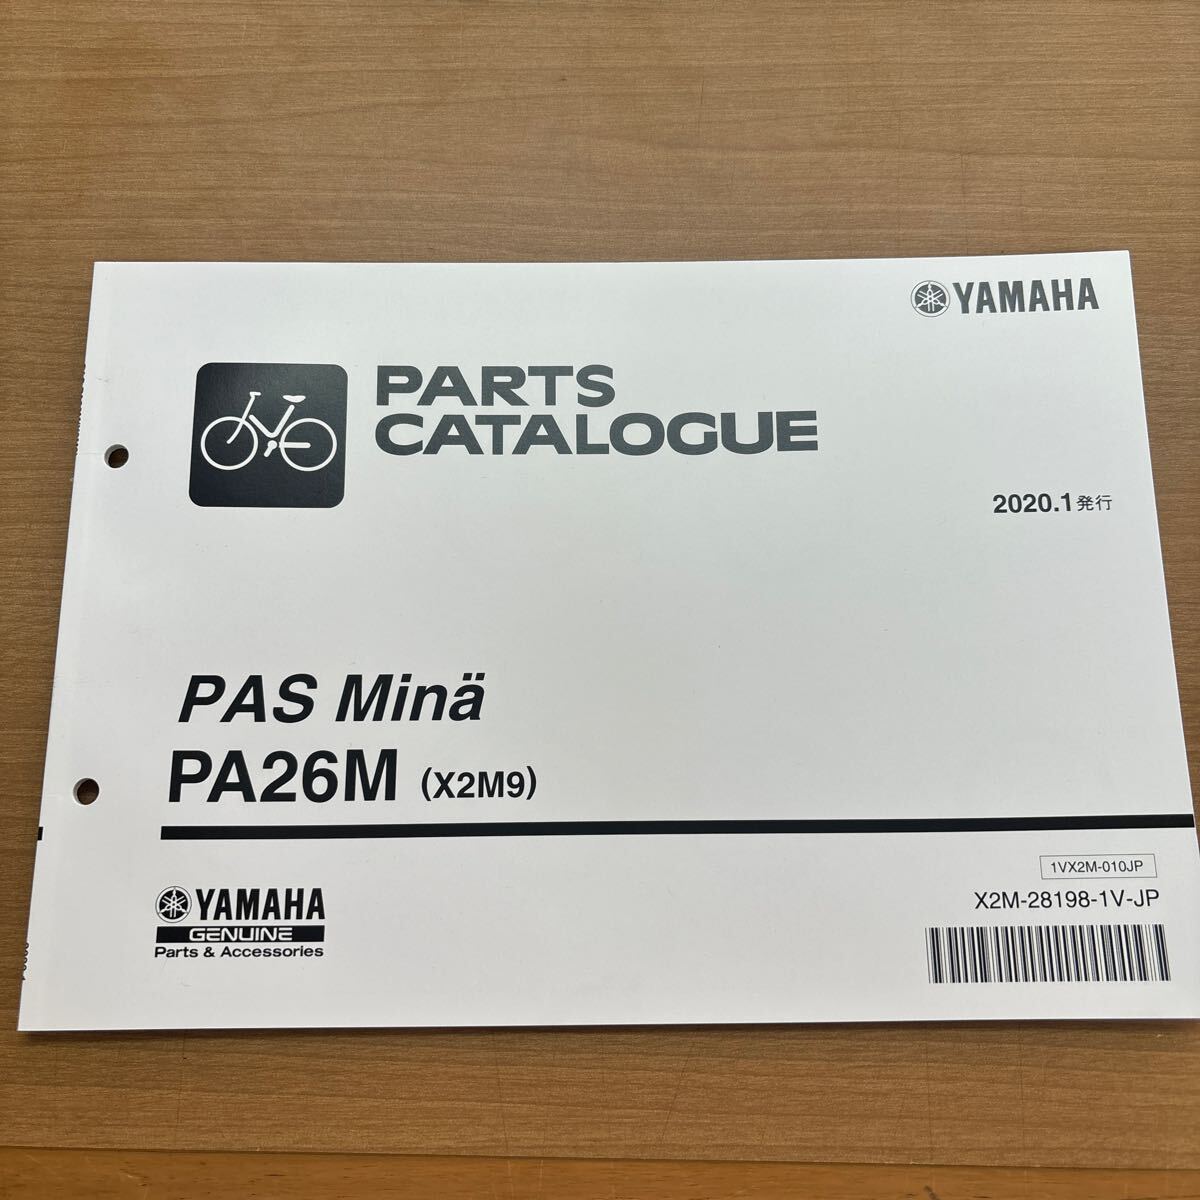 YAMAHA
PARTS
CATALOGUE
2020.1発行
PAS Minä
PA26M (X2M9)
1VX2M-010JP
X2M-28198-1V-JP
YAMAHA
GENUINE
Parts & Accessories